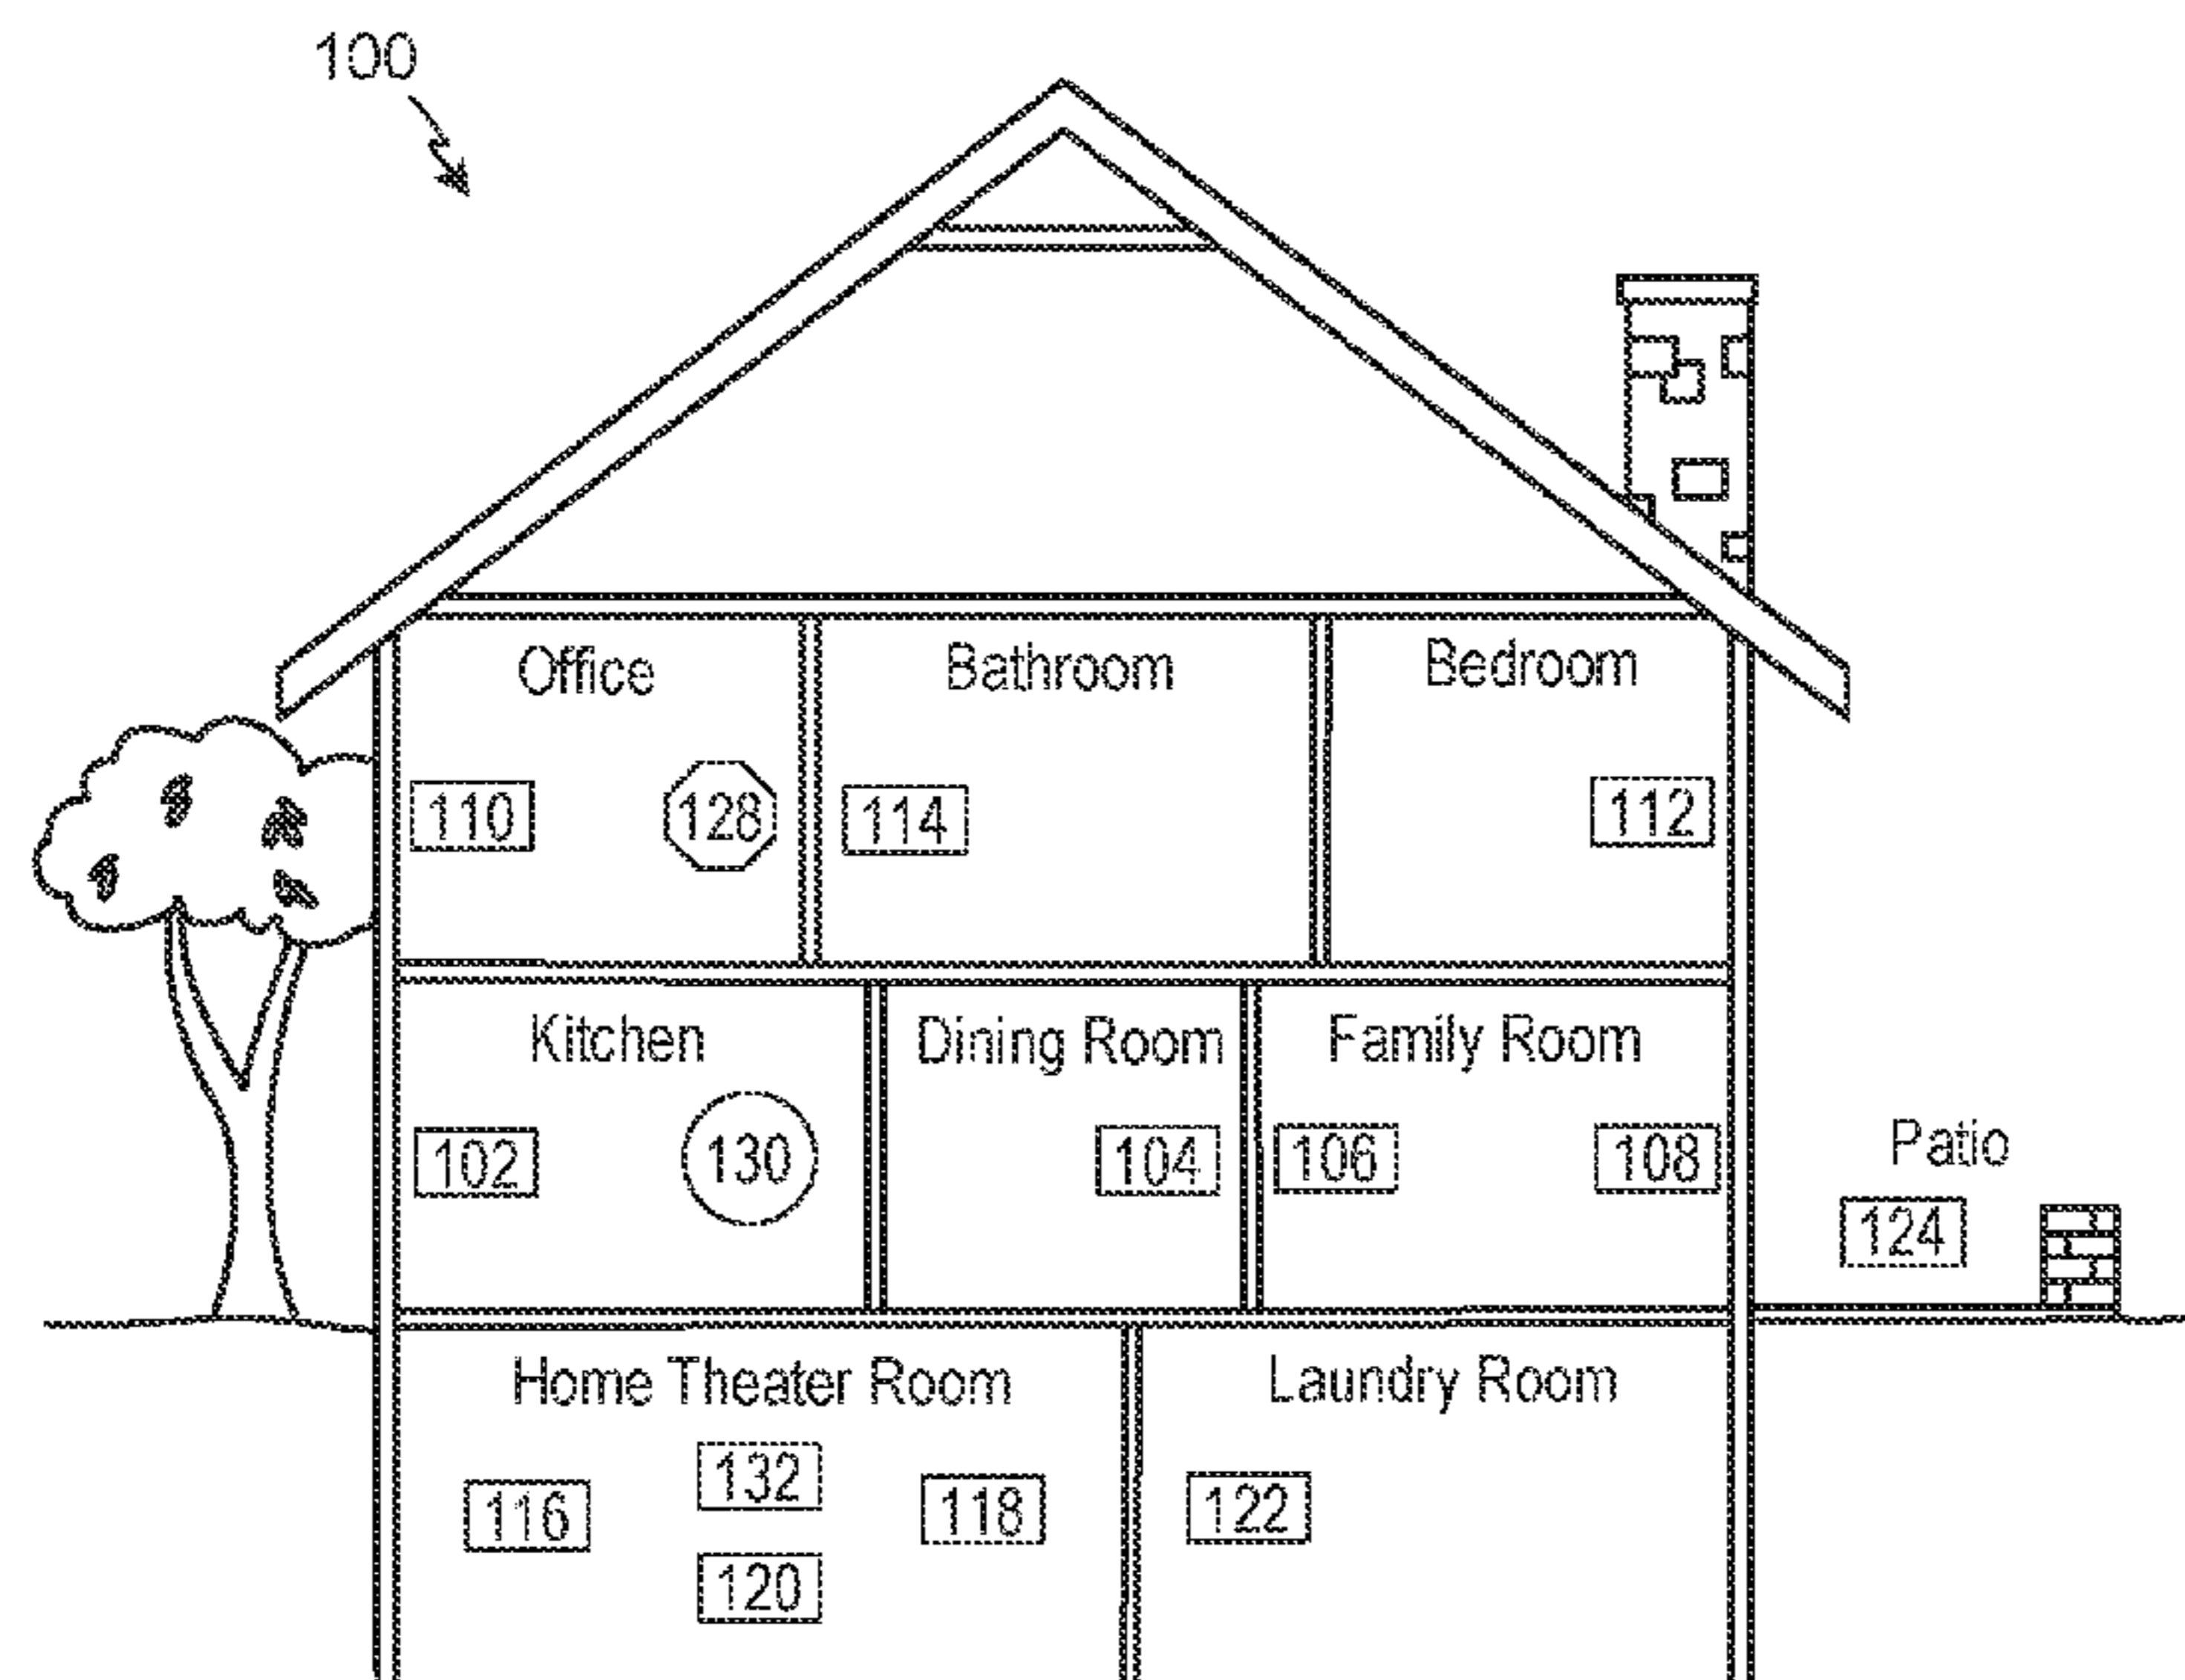 100
Office
Bathroom
Bedroom
110
128
114
112
Kitchen
Dining Room
Family Room
102
130
104
106
108
Patio
124
Home Theater Room
Laundry Room
116
132
118
120
122